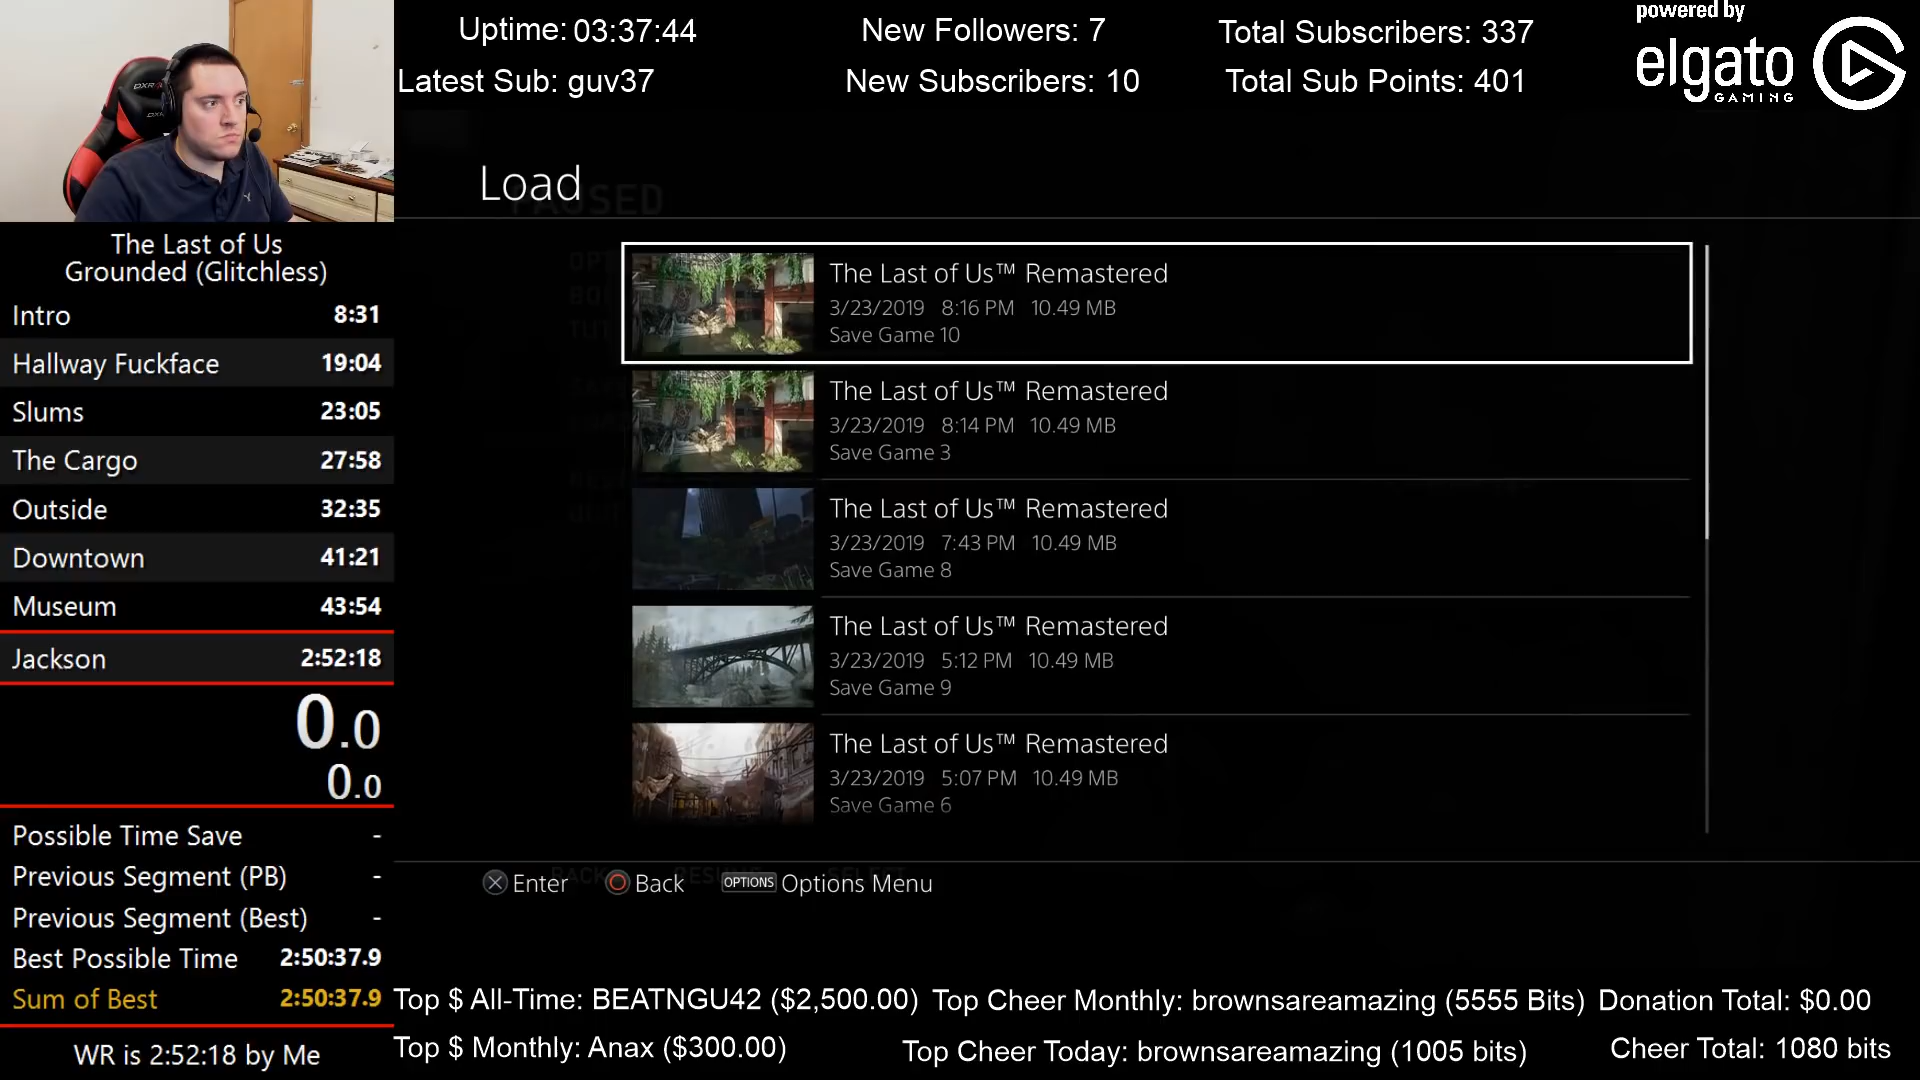 Uptime: 03:37:44
New Followers: 7
Total Subscribers: 337
powered by
elgato
GAMING
Latest Sub: guv37
New Subscribers: 10
Total Sub Points: 401
The Last of Us
Grounded (Glitchless)
Intro 8:31
Hallway Fuckface 19:04
Slums 23:05
The Cargo 27:58
Outside 32:35
Downtown 41:21
Museum 43:54
Jackson 2:52:18
0.0
0.0
Possible Time Save -
Previous Segment (PB) -
Previous Segment (Best) -
Best Possible Time 2:50:37.9
Sum of Best 2:50:37.9
WR is 2:52:18 by Me
Load
PAUSED
The Last of Us™ Remastered
3/23/2019 8:16 PM 10.49 MB
Save Game 10
The Last of Us™ Remastered
3/23/2019 8:14 PM 10.49 MB
Save Game 3
The Last of Us™ Remastered
3/23/2019 7:43 PM 10.49 MB
Save Game 8
The Last of Us™ Remastered
3/23/2019 5:12 PM 10.49 MB
Save Game 9
The Last of Us™ Remastered
3/23/2019 5:07 PM 10.49 MB
Save Game 6
Enter Back OPTIONS Options Menu
Top $ All-Time: BEATNGU42 ($2,500.00)
Top Cheer Monthly: brownsareamazing (5555 Bits)
Donation Total: $0.00
Top $ Monthly: Anax ($300.00)
Top Cheer Today: brownsareamazing (1005 bits)
Cheer Total: 1080 bits